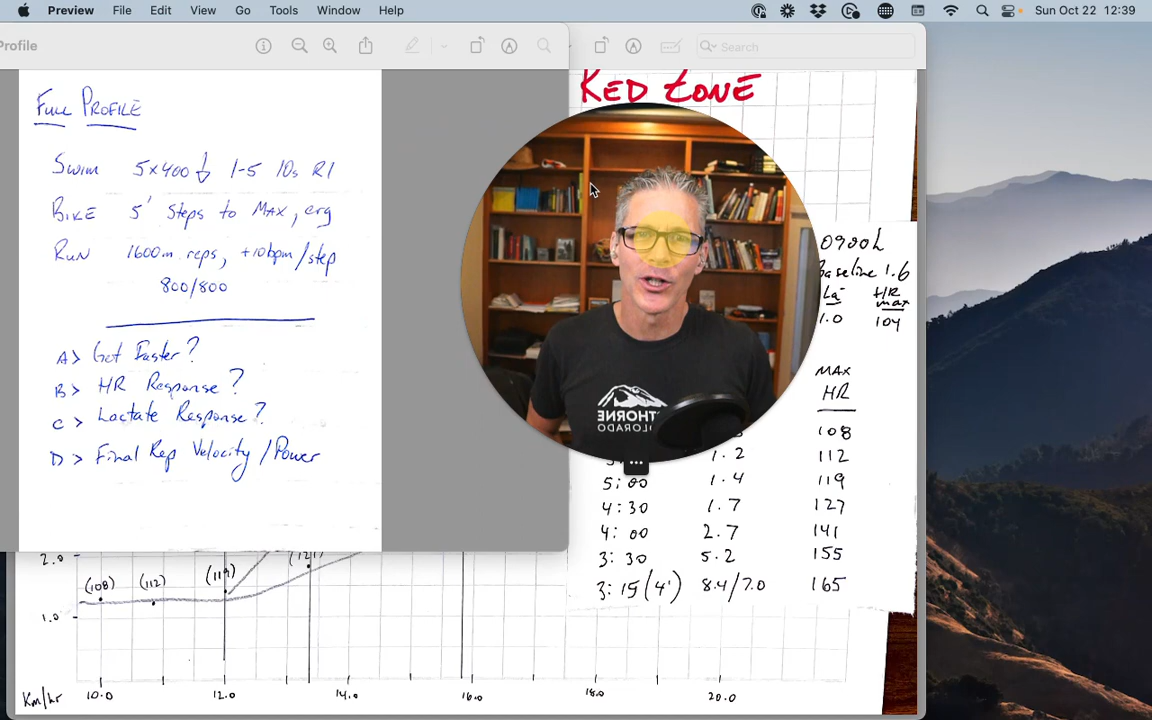 Preview File Edit View Go Tools Window Help Sun Oct 22 12:39
Profile
Search
FULL PROFILE
SWIM 5x400 ↓ 1-5 10s RI
BIKE 5' Steps to MAX, erg
RUN 1600m reps, +10bpm/step
800/800
A> Get Faster?
B> HR Response?
C> Lactate Response?
D> Final Rep Velocity/Power
RED ZONE
0900L
Baseline 1.6
La HR max
1.0 104
MAX
HR
108
1.2 112
5:00 1.4 119
4:30 1.7 127
4:00 2.7 141
3:30 5.2 155
3:15 (4') 8.4/7.0 165
THORNE
OLORADO
2.0
(108) (112) (119)
1.0
Km/hr 10.0 12.0 14.0 16.0 18.0 20.0